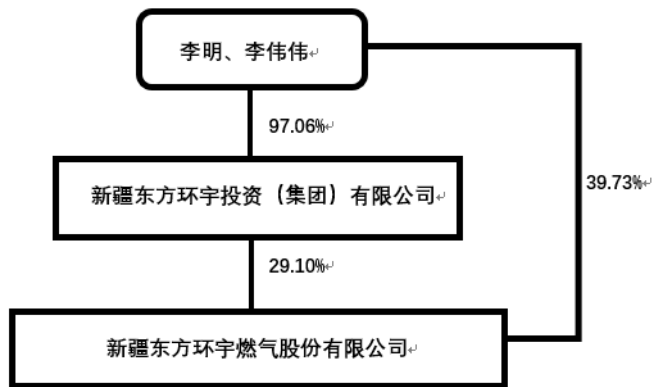 李明、李伟伟
97.06%
新疆东方环宇投资（集团）有限公司
39.73%
29.10%
新疆东方环宇燃气股份有限公司